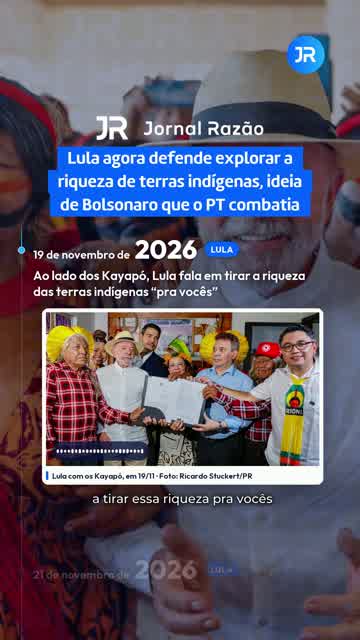 JR
JR Jornal Razão
Lula agora defende explorar a
riqueza de terras indígenas, ideia
de Bolsonaro que o PT combatia
19 de novembro de 2026 LULA
Ao lado dos Kayapó, Lula fala em tirar a riqueza
das terras indígenas “pra vocês”
Lula com os Kayapó, em 19/11 · Foto: Ricardo Stuckert/PR
a tirar essa riqueza pra vocês
21 de novembro de 2026 LULA